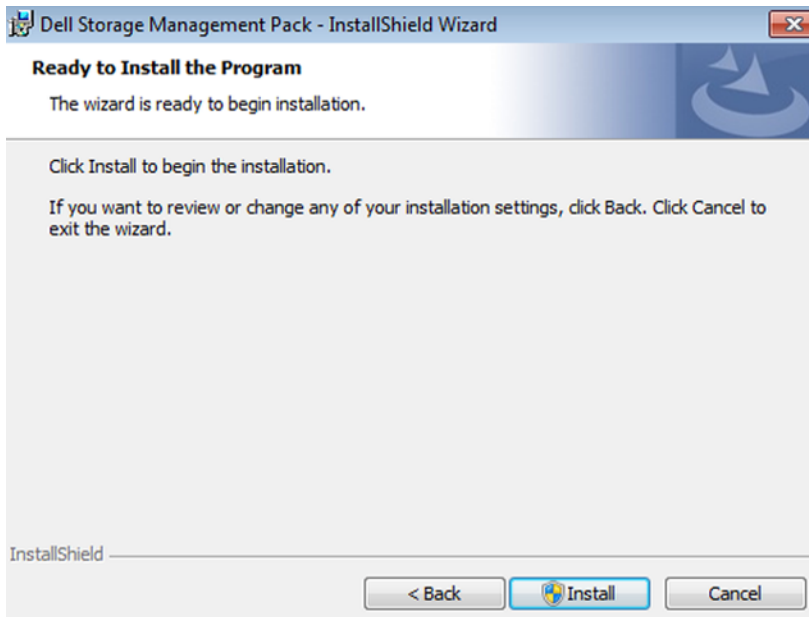 Dell Storage Management Pack - InstallShield Wizard
Ready to Install the Program
The wizard is ready to begin installation.
Click Install to begin the installation.
If you want to review or change any of your installation settings, click Back. Click Cancel to
exit the wizard.
InstallShield
< Back
Install
Cancel